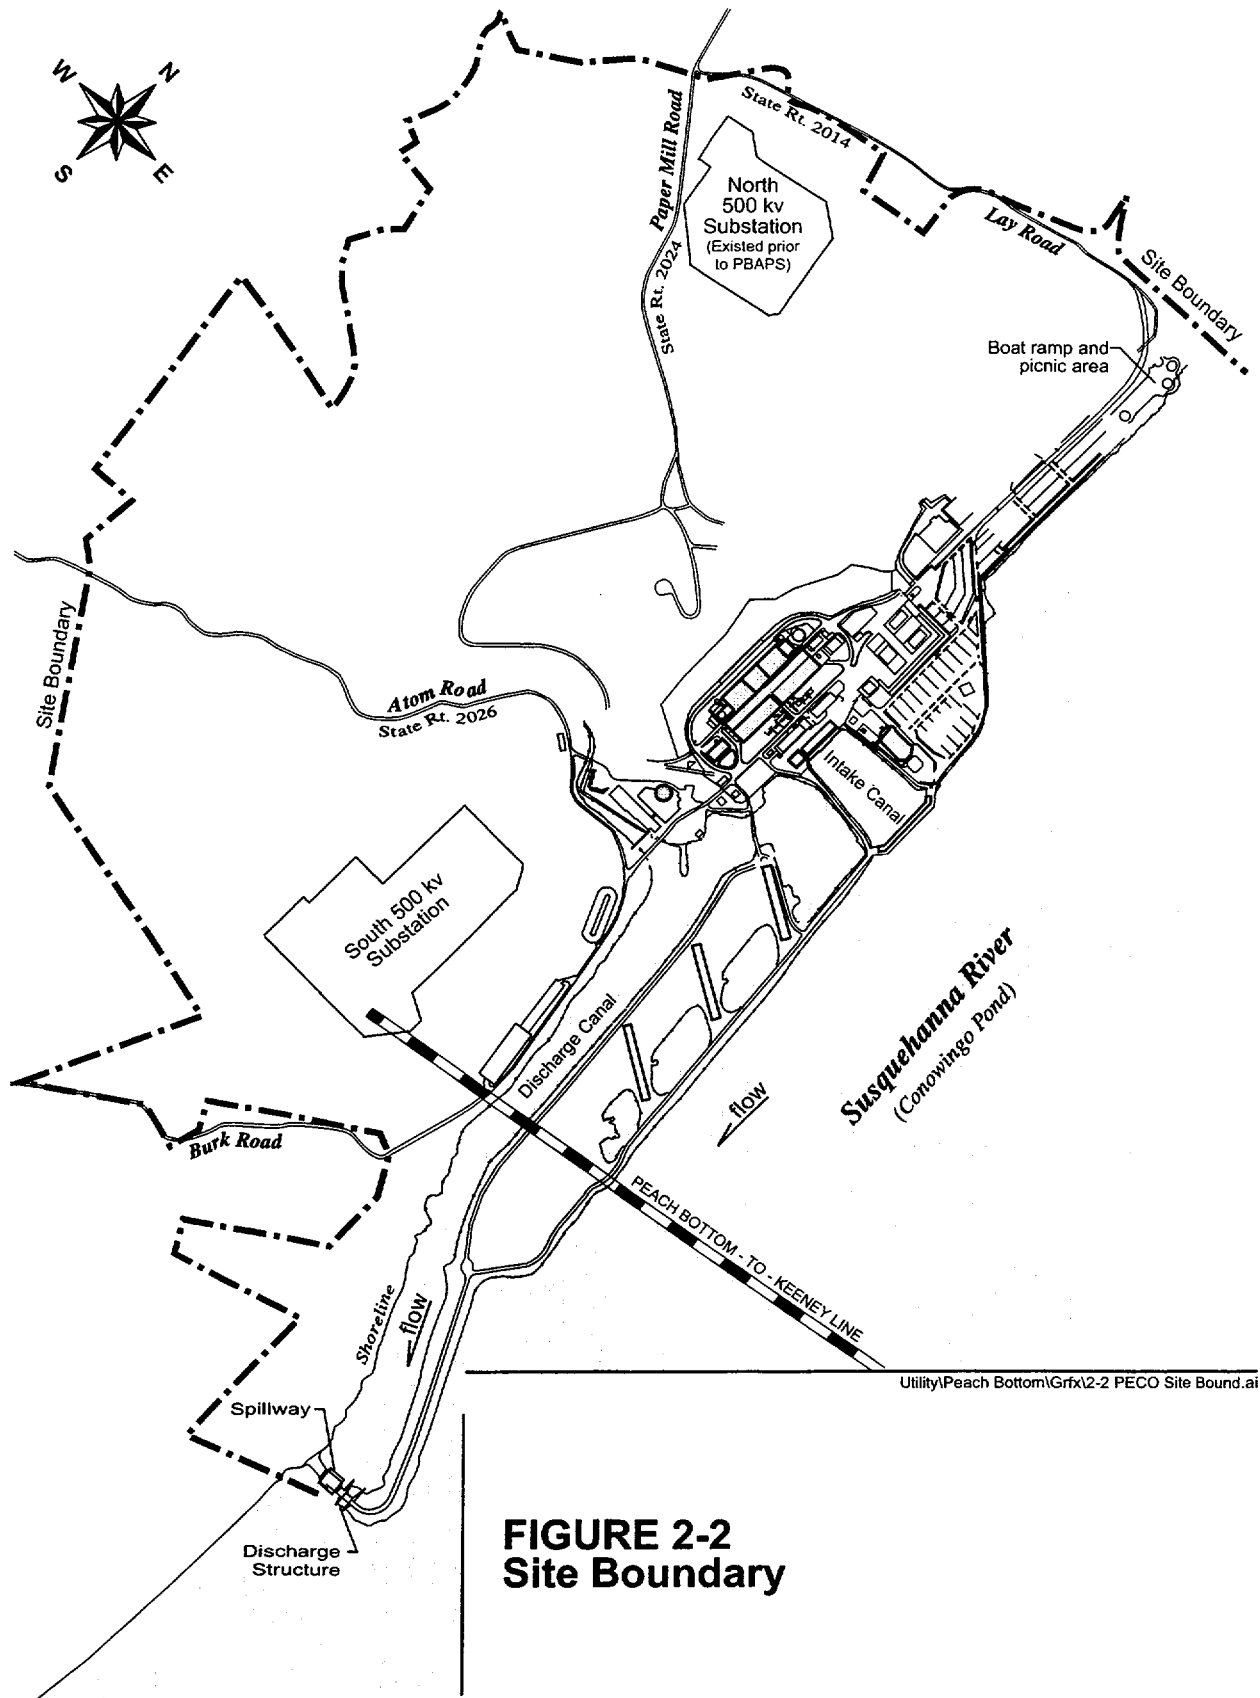 W
N
S
E
Paper Mill Road
State Rt. 2024
State Rt. 2014
North
500 kv
Substation
(Existed prior
to PBAPS)
Lay Road
Site Boundary
Boat ramp and
picnic area
Site Boundary
Atom Road
State Rt. 2026
Intake Canal
South 500 kv
Substation
Discharge Canal
Susquehanna River
(Conowingo Pond)
flow
Burk Road
PEACH BOTTOM - TO - KEENEY LINE
Shoreline
flow
Utility\Peach Bottom\Grfx\2-2 PECO Site Bound.ai
Spillway
Discharge
Structure
FIGURE 2-2
Site Boundary